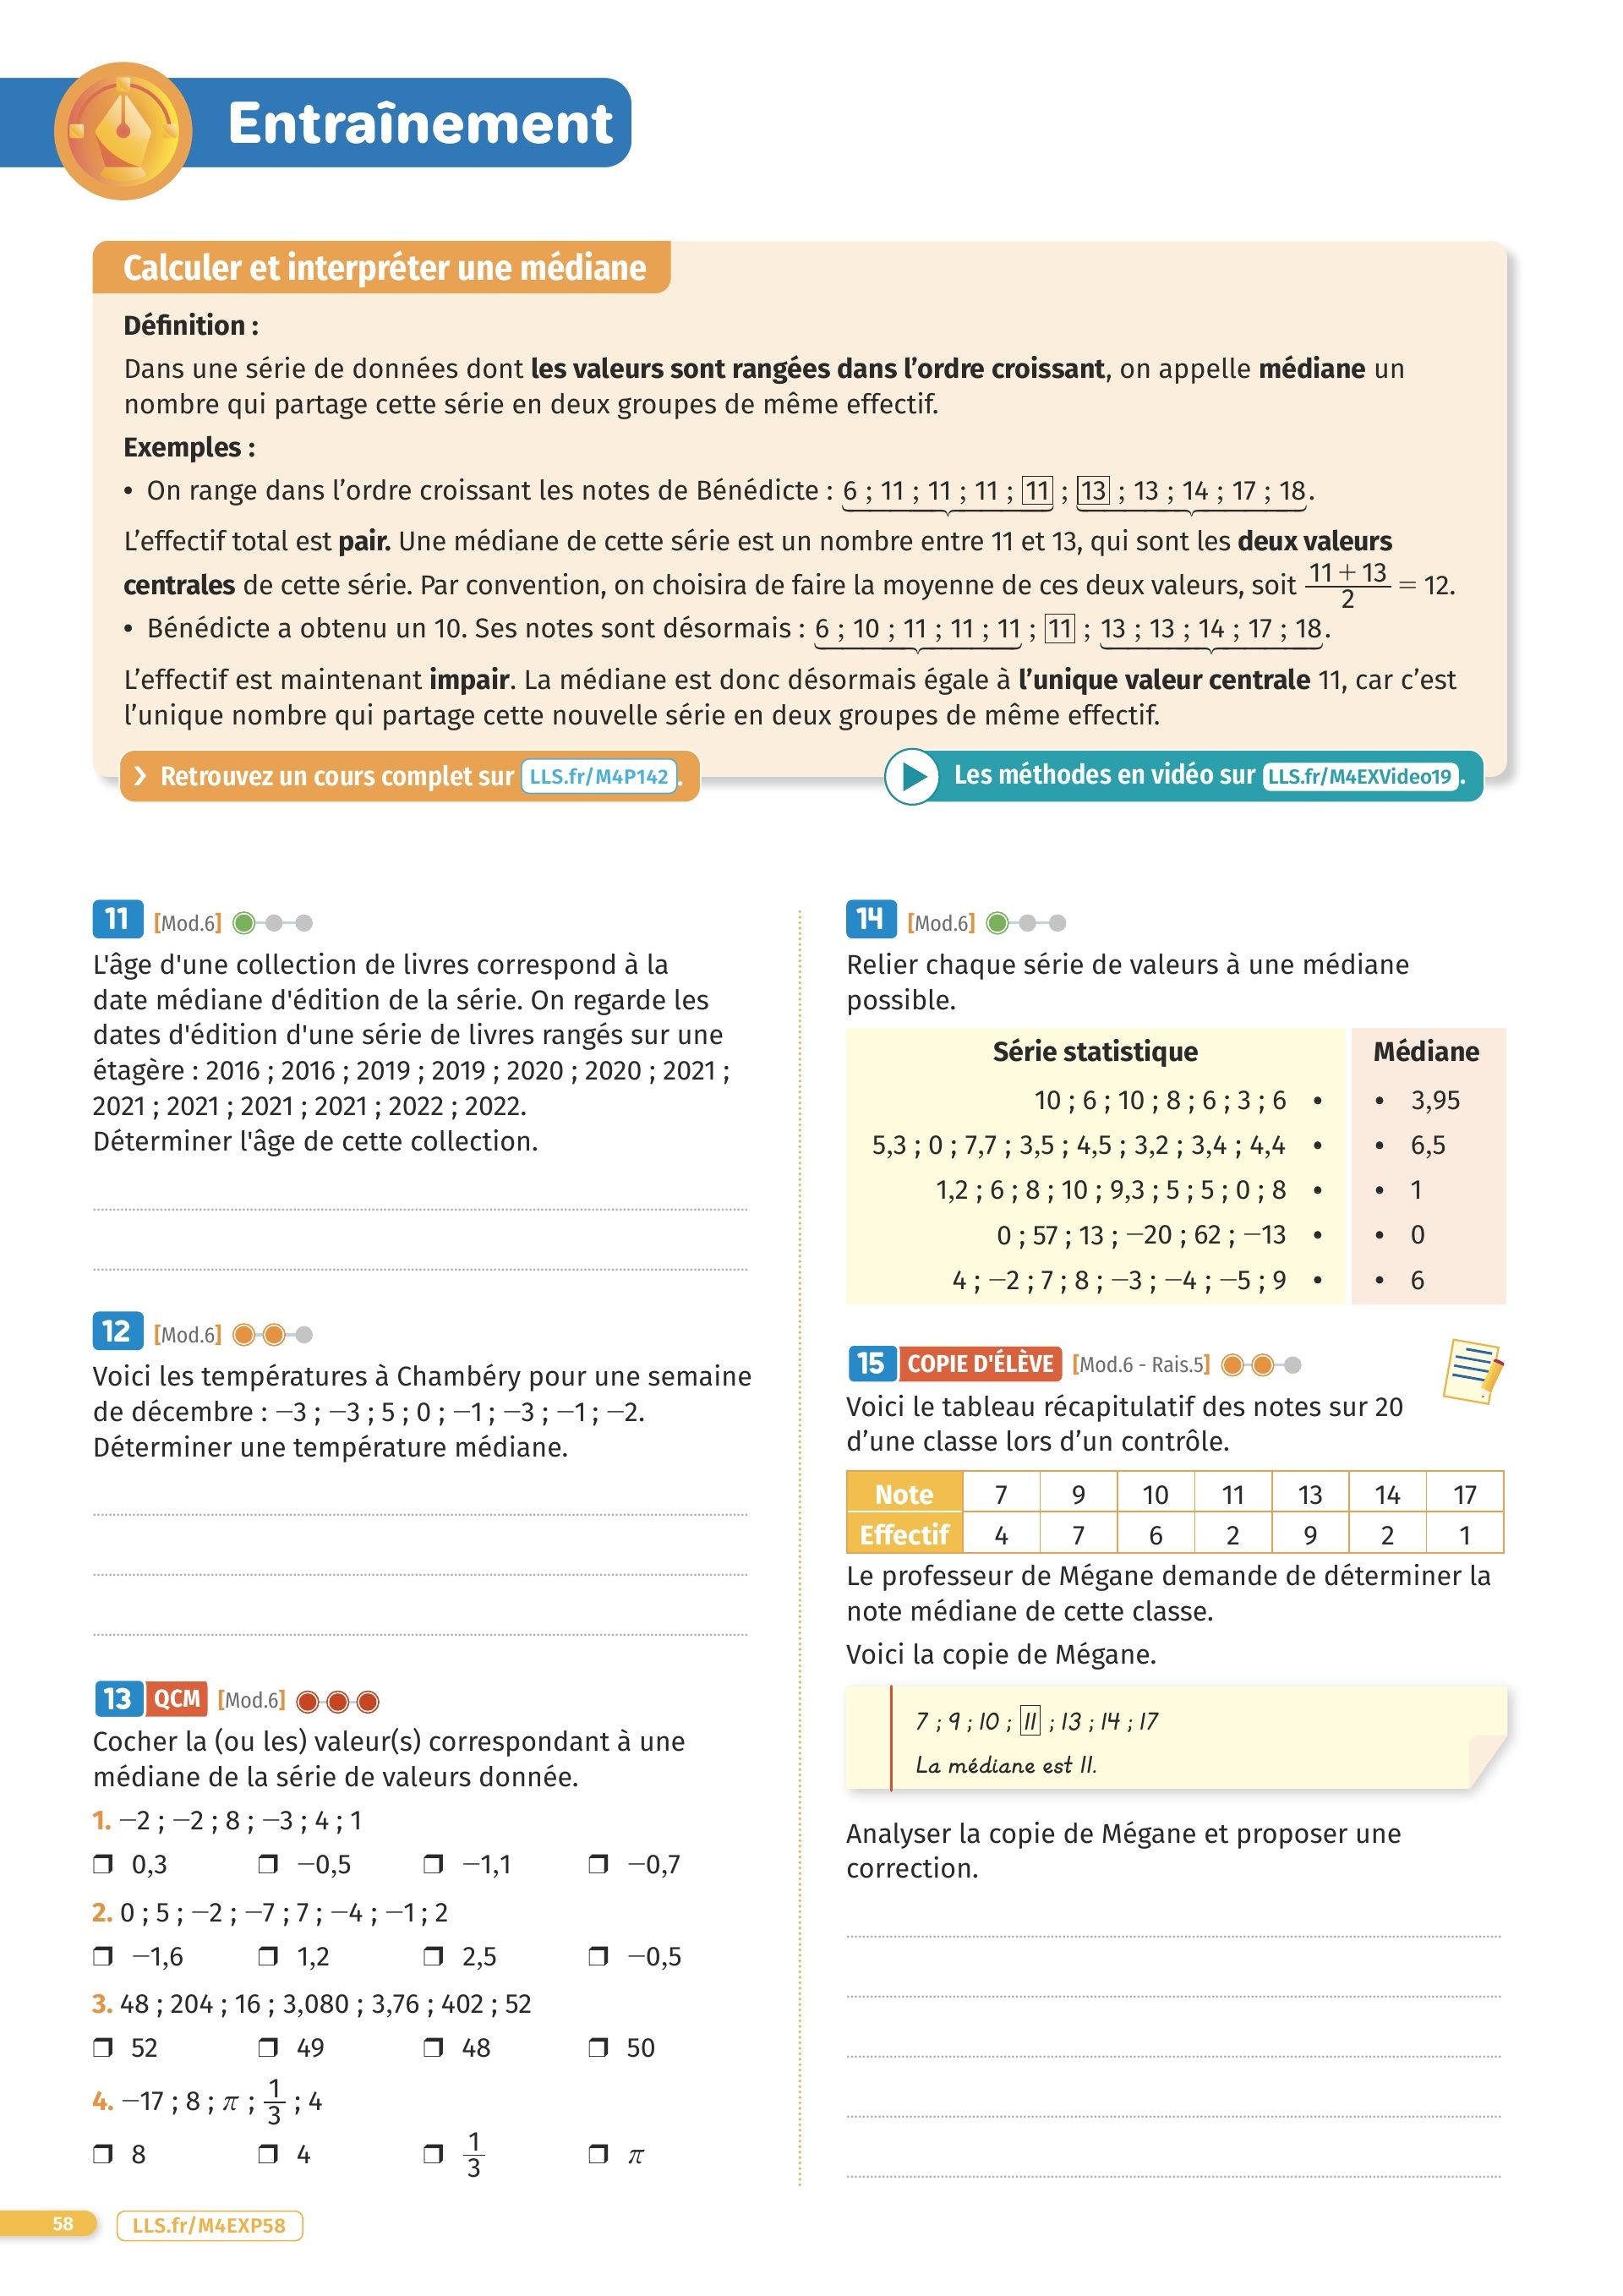 Entraînement
Calculer et interpréter une médiane
Définition :
Dans une série de données dont les valeurs sont rangées dans l’ordre croissant, on appelle médiane un
nombre qui partage cette série en deux groupes de même effectif.
Exemples :
• On range dans l’ordre croissant les notes de Bénédicte : 6 ; 11 ; 11 ; 11 ; 11 ; 13 ; 13 ; 14 ; 17 ; 18.
L’effectif total est pair. Une médiane de cette série est un nombre entre 11 et 13, qui sont les deux valeurs
centrales de cette série. Par convention, on choisira de faire la moyenne de ces deux valeurs, soit (11 + 13)/2 = 12.
• Bénédicte a obtenu un 10. Ses notes sont désormais : 6 ; 10 ; 11 ; 11 ; 11 ; 11 ; 13 ; 13 ; 14 ; 17 ; 18.
L’effectif est maintenant impair. La médiane est donc désormais égale à l’unique valeur centrale 11, car c’est
l’unique nombre qui partage cette nouvelle série en deux groupes de même effectif.
❯ Retrouvez un cours complet sur LLS.fr/M4P142.
Les méthodes en vidéo sur LLS.fr/M4EXVideo19.
11 [Mod.6]
L'âge d'une collection de livres correspond à la
date médiane d'édition de la série. On regarde les
dates d'édition d'une série de livres rangés sur une
étagère : 2016 ; 2016 ; 2019 ; 2019 ; 2020 ; 2020 ; 2021 ;
2021 ; 2021 ; 2021 ; 2021 ; 2022 ; 2022.
Déterminer l'âge de cette collection.
12 [Mod.6]
Voici les températures à Chambéry pour une semaine
de décembre : −3 ; −3 ; 5 ; 0 ; −1 ; −3 ; −1 ; −2.
Déterminer une température médiane.
13 QCM [Mod.6]
Cocher la (ou les) valeur(s) correspondant à une
médiane de la série de valeurs donnée.
1. −2 ; −2 ; 8 ; −3 ; 4 ; 1
❒ 0,3 ❒ −0,5 ❒ −1,1 ❒ −0,7
2. 0 ; 5 ; −2 ; −7 ; 7 ; −4 ; −1 ; 2
❒ −1,6 ❒ 1,2 ❒ 2,5 ❒ −0,5
3. 48 ; 204 ; 16 ; 3,080 ; 3,76 ; 402 ; 52
❒ 52 ❒ 49 ❒ 48 ❒ 50
4. −17 ; 8 ; π ; 1/3 ; 4
❒ 8 ❒ 4 ❒ 1/3 ❒ π
14 [Mod.6]
Relier chaque série de valeurs à une médiane
possible.
Série statistique Médiane
10 ; 6 ; 10 ; 8 ; 6 ; 3 ; 6 • • 3,95
5,3 ; 0 ; 7,7 ; 3,5 ; 4,5 ; 3,2 ; 3,4 ; 4,4 • • 6,5
1,2 ; 6 ; 8 ; 10 ; 9,3 ; 5 ; 5 ; 0 ; 8 • • 1
0 ; 57 ; 13 ; −20 ; 62 ; −13 • • 0
4 ; −2 ; 7 ; 8 ; −3 ; −4 ; −5 ; 9 • • 6
15 COPIE D'ÉLÈVE [Mod.6 - Rais.5]
Voici le tableau récapitulatif des notes sur 20
d’une classe lors d’un contrôle.
Note 7 9 10 11 13 14 17
Effectif 4 7 6 2 9 2 1
Le professeur de Mégane demande de déterminer la
note médiane de cette classe.
Voici la copie de Mégane.
7 ; 9 ; 10 ; 11 ; 13 ; 14 ; 17
La médiane est 11.
Analyser la copie de Mégane et proposer une
correction.
58 LLS.fr/M4EXP58